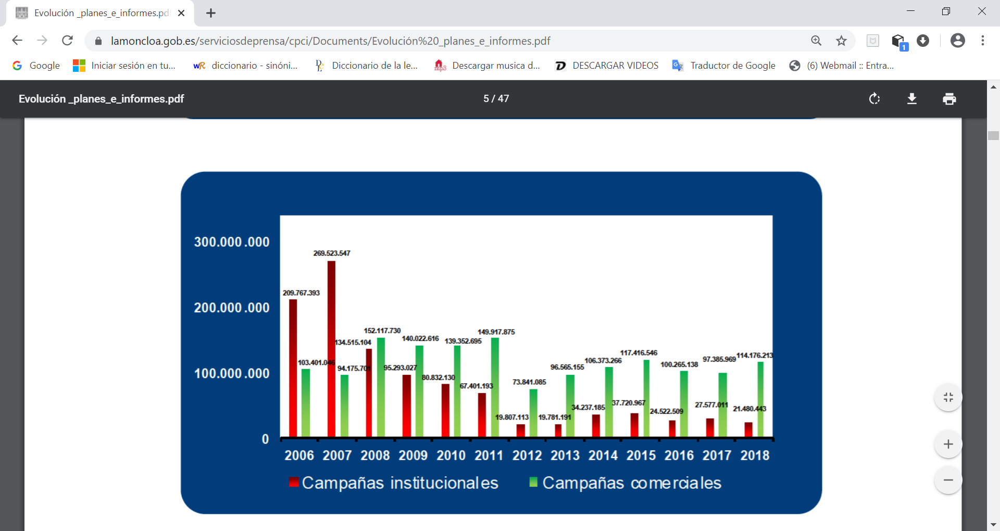 Evolución _planes_e_informes.pd
lamoncloa.gob.es/serviciosdeprensa/cpci/Documents/Evolución%20_planes_e_informes.pdf
1
Google
Iniciar sesión en tu...
wR diccionario - sinóni...
Diccionario de la le...
mp3 Descargar musica d...
D DESCARGAR VIDEOS
Traductor de Google
(6) Webmail :: Entra...
Evolución _planes_e_informes.pdf
5 / 47
300.000.000
200.000.000
100.000.000
0
269.523.547
209.767.393
152.117.730
149.917.875
140.022.616
139.352.695
134.515.104
117.416.546
114.176.213
103.401.046
106.373.266
97.385.969
100.265.138
94.175.701
95.293.027
96.565.155
80.832.130
73.841.085
67.401.193
37.720.967
27.577.011
34.237.185
21.480.443
24.522.509
19.807.113
19.781.191
2006 2007 2008 2009 2010 2011 2012 2013 2014 2015 2016 2017 2018
Campañas institucionales
Campañas comerciales